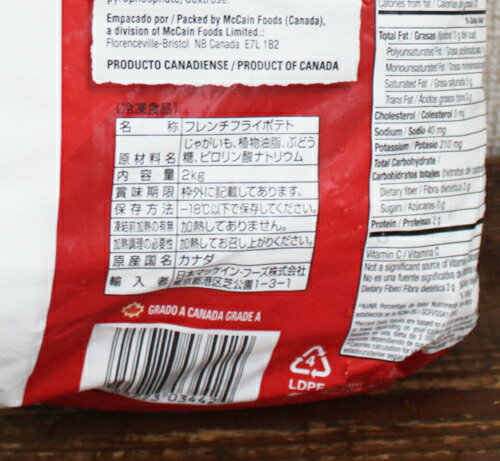 pyrophosphate, dextrose.
Empacado por / Packed by McCain Foods (Canada),
a division of McCain Foods Limited.:
Florenceville-Bristol NB Canada E7L 1B2
PRODUCTO CANADIENSE / PRODUCT OF CANADA
(冷凍食品)
名 称 フレンチフライポテト
原材料名 じゃがいも、植物油脂、ぶどう
糖、ピロリン酸ナトリウム
内容量 2kg
賞味期限 枠外に記載してあります。
保存方法 -18℃以下で保存してください。
凍結前加熱の有無 加熱してありません。
加熱調理の必要性 加熱してお召し上がりください。
原産国名 カナダ
輸入者 日本マッケイン・フーズ株式会社
東京都港区芝公園1-3-1
GRADO A CANADA GRADE A
4
LDPE
Calories from fat /
Total Fat / Grasas
Polyunsaturated Fat /
Monounsaturated Fat
Saturated Fat / Grasa saturada
Trans Fat / Ácidos grasos
Cholesterol / Colesterol 0 mg
Sodium / Sodio 40 mg
Potassium / Potasio 210 mg
Total Carbohydrate /
Carbohidratos totales
Dietary fiber / Fibra dietética 2 g
Sugars / Azúcares 0 g
Protein / Proteínas 2 g
Vitamin C / Vitamina C
Not a significant source of
No es una fuente significativa de
Dietary Fiber/ Fibra dietética 2 g